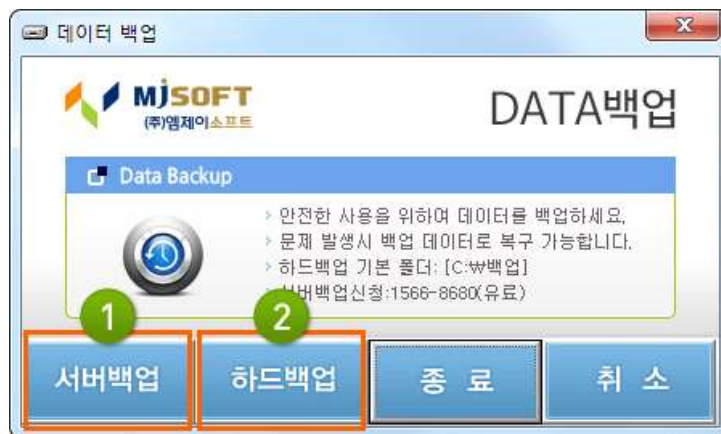 데이터 백업
MJSOFT
(주)엠제이소프트
DATA백업
Data Backup
› 안전한 사용을 위하여 데이터를 백업하세요.
› 문제 발생시 백업 데이터로 복구 가능합니다.
› 하드백업 기본 폴더: [C:₩백업]
서버백업신청:1566-8680(유료)
1
2
서버백업
하드백업
종 료
취 소